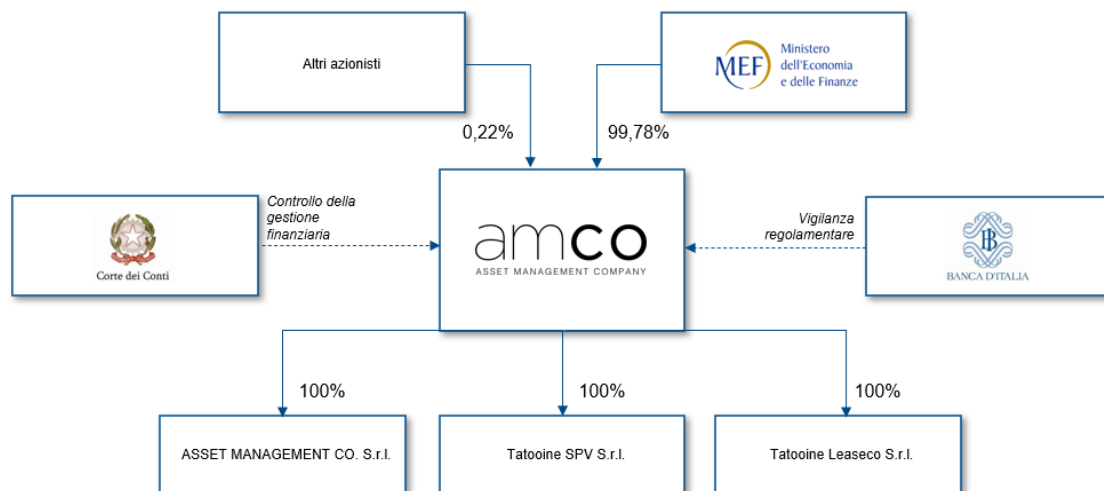 Altri azionisti
MEF
Ministero
dell'Economia
e delle Finanze
0,22%
99,78%
Corte dei Conti
Controllo della
gestione
finanziaria
amco
ASSET MANAGEMENT COMPANY
Vigilanza
regolamentare
BANCA D'ITALIA
100%
100%
100%
ASSET MANAGEMENT CO. S.r.l.
Tatooine SPV S.r.l.
Tatooine Leaseco S.r.l.